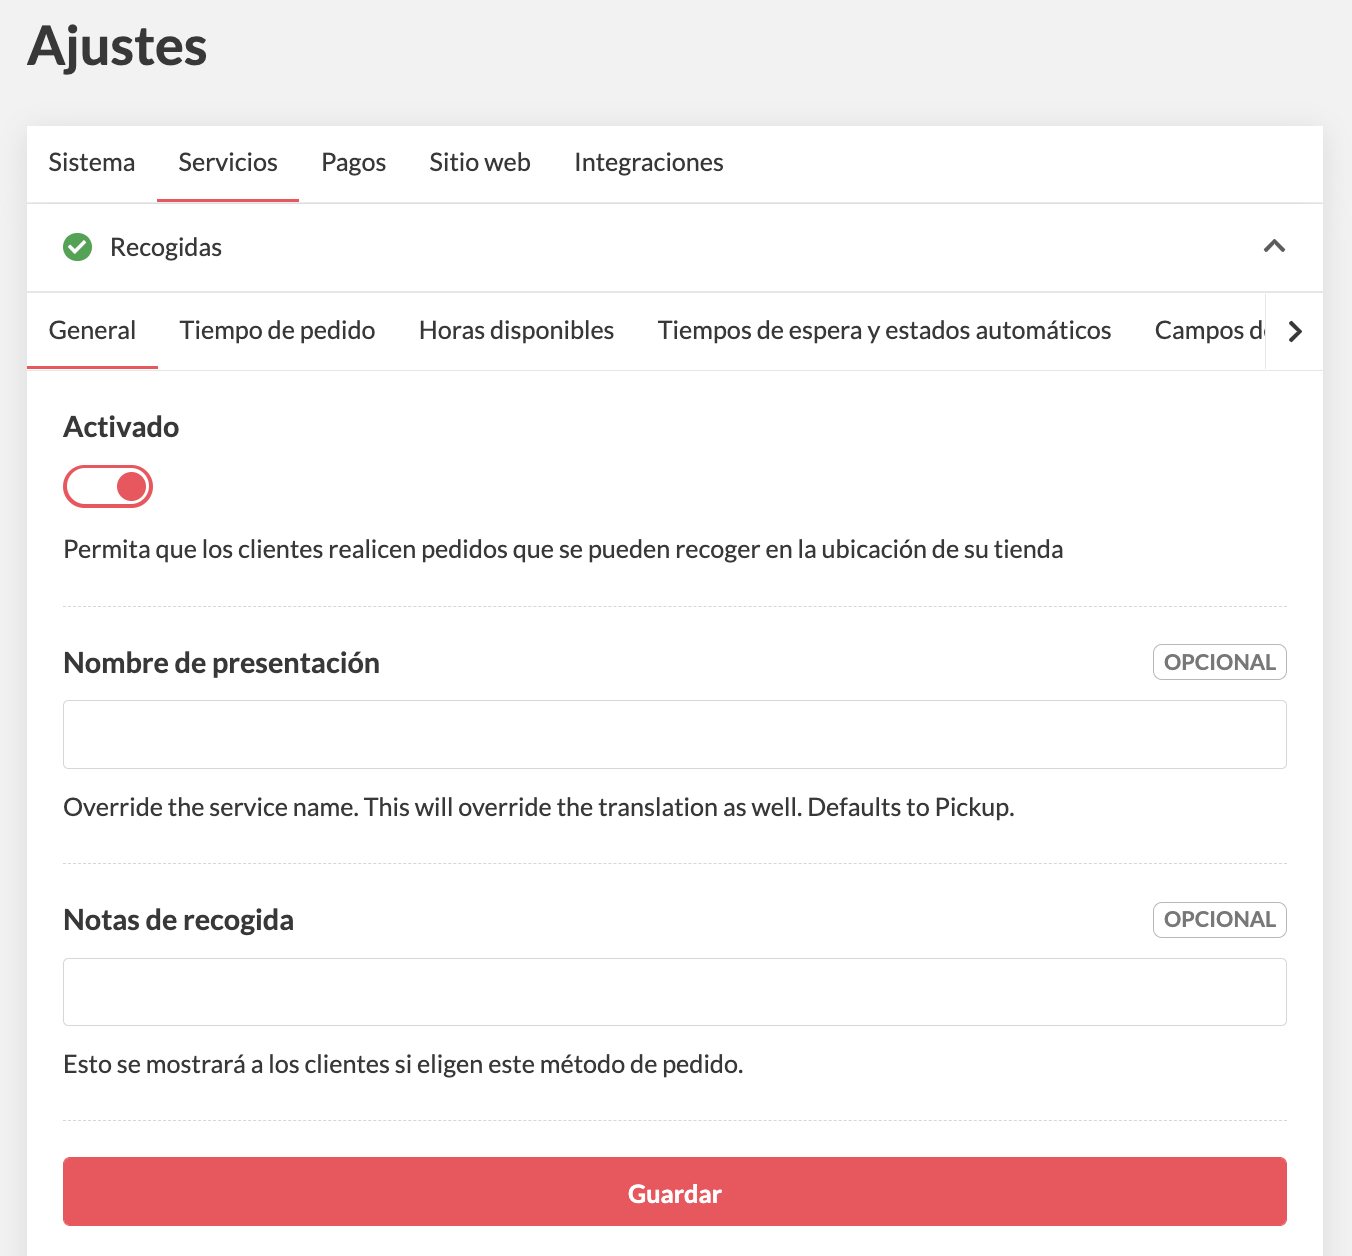 Ajustes
Sistema Servicios Pagos Sitio web Integraciones
Recogidas
General Tiempo de pedido Horas disponibles Tiempos de espera y estados automáticos Campos
Activado
Permita que los clientes realicen pedidos que se pueden recoger en la ubicación de su tienda
Nombre de presentación OPCIONAL
Override the service name. This will override the translation as well. Defaults to Pickup.
Notas de recogida OPCIONAL
Esto se mostrará a los clientes si eligen este método de pedido.
Guardar